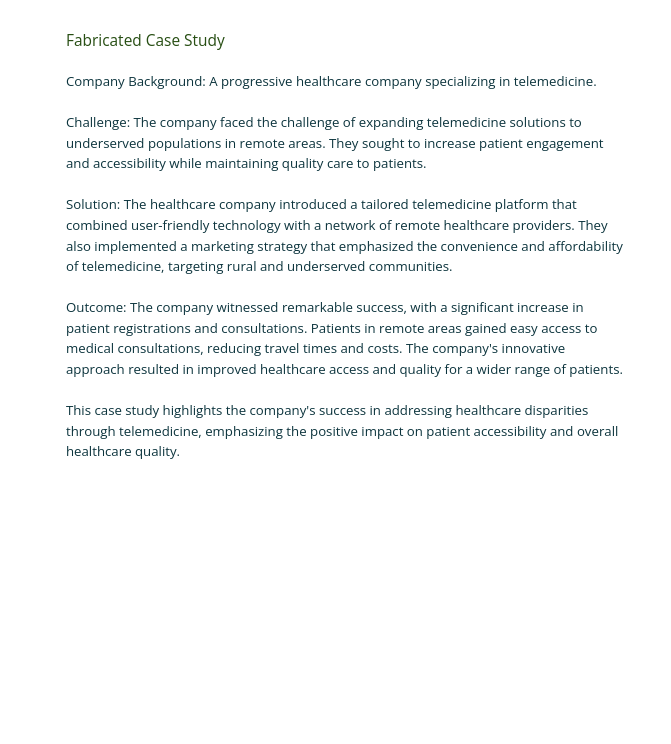 Fabricated Case Study
Company Background: A progressive healthcare company specializing in telemedicine.
Challenge: The company faced the challenge of expanding telemedicine solutions to
underserved populations in remote areas. They sought to increase patient engagement
and accessibility while maintaining quality care to patients.
Solution: The healthcare company introduced a tailored telemedicine platform that
combined user-friendly technology with a network of remote healthcare providers. They
also implemented a marketing strategy that emphasized the convenience and affordability
of telemedicine, targeting rural and underserved communities.
Outcome: The company witnessed remarkable success, with a significant increase in
patient registrations and consultations. Patients in remote areas gained easy access to
medical consultations, reducing travel times and costs. The company's innovative
approach resulted in improved healthcare access and quality for a wider range of patients.
This case study highlights the company's success in addressing healthcare disparities
through telemedicine, emphasizing the positive impact on patient accessibility and overall
healthcare quality.